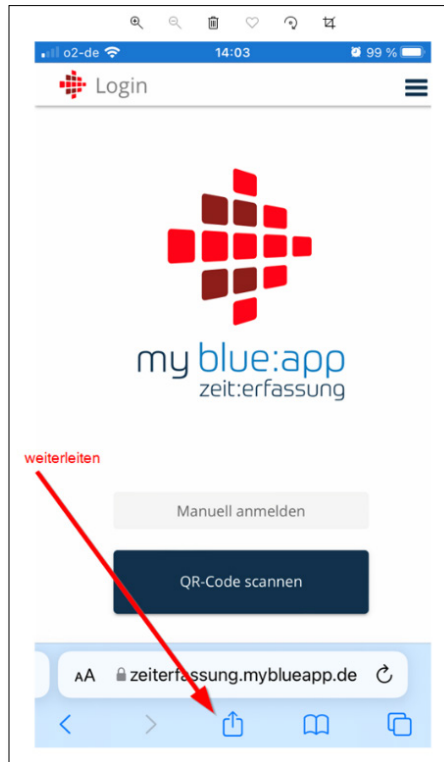 o2-de 14:03 99 %
Login
my blue:app
zeit:erfassung
weiterleiten
Manuell anmelden
QR-Code scannen
AA zeiterfassung.myblueapp.de